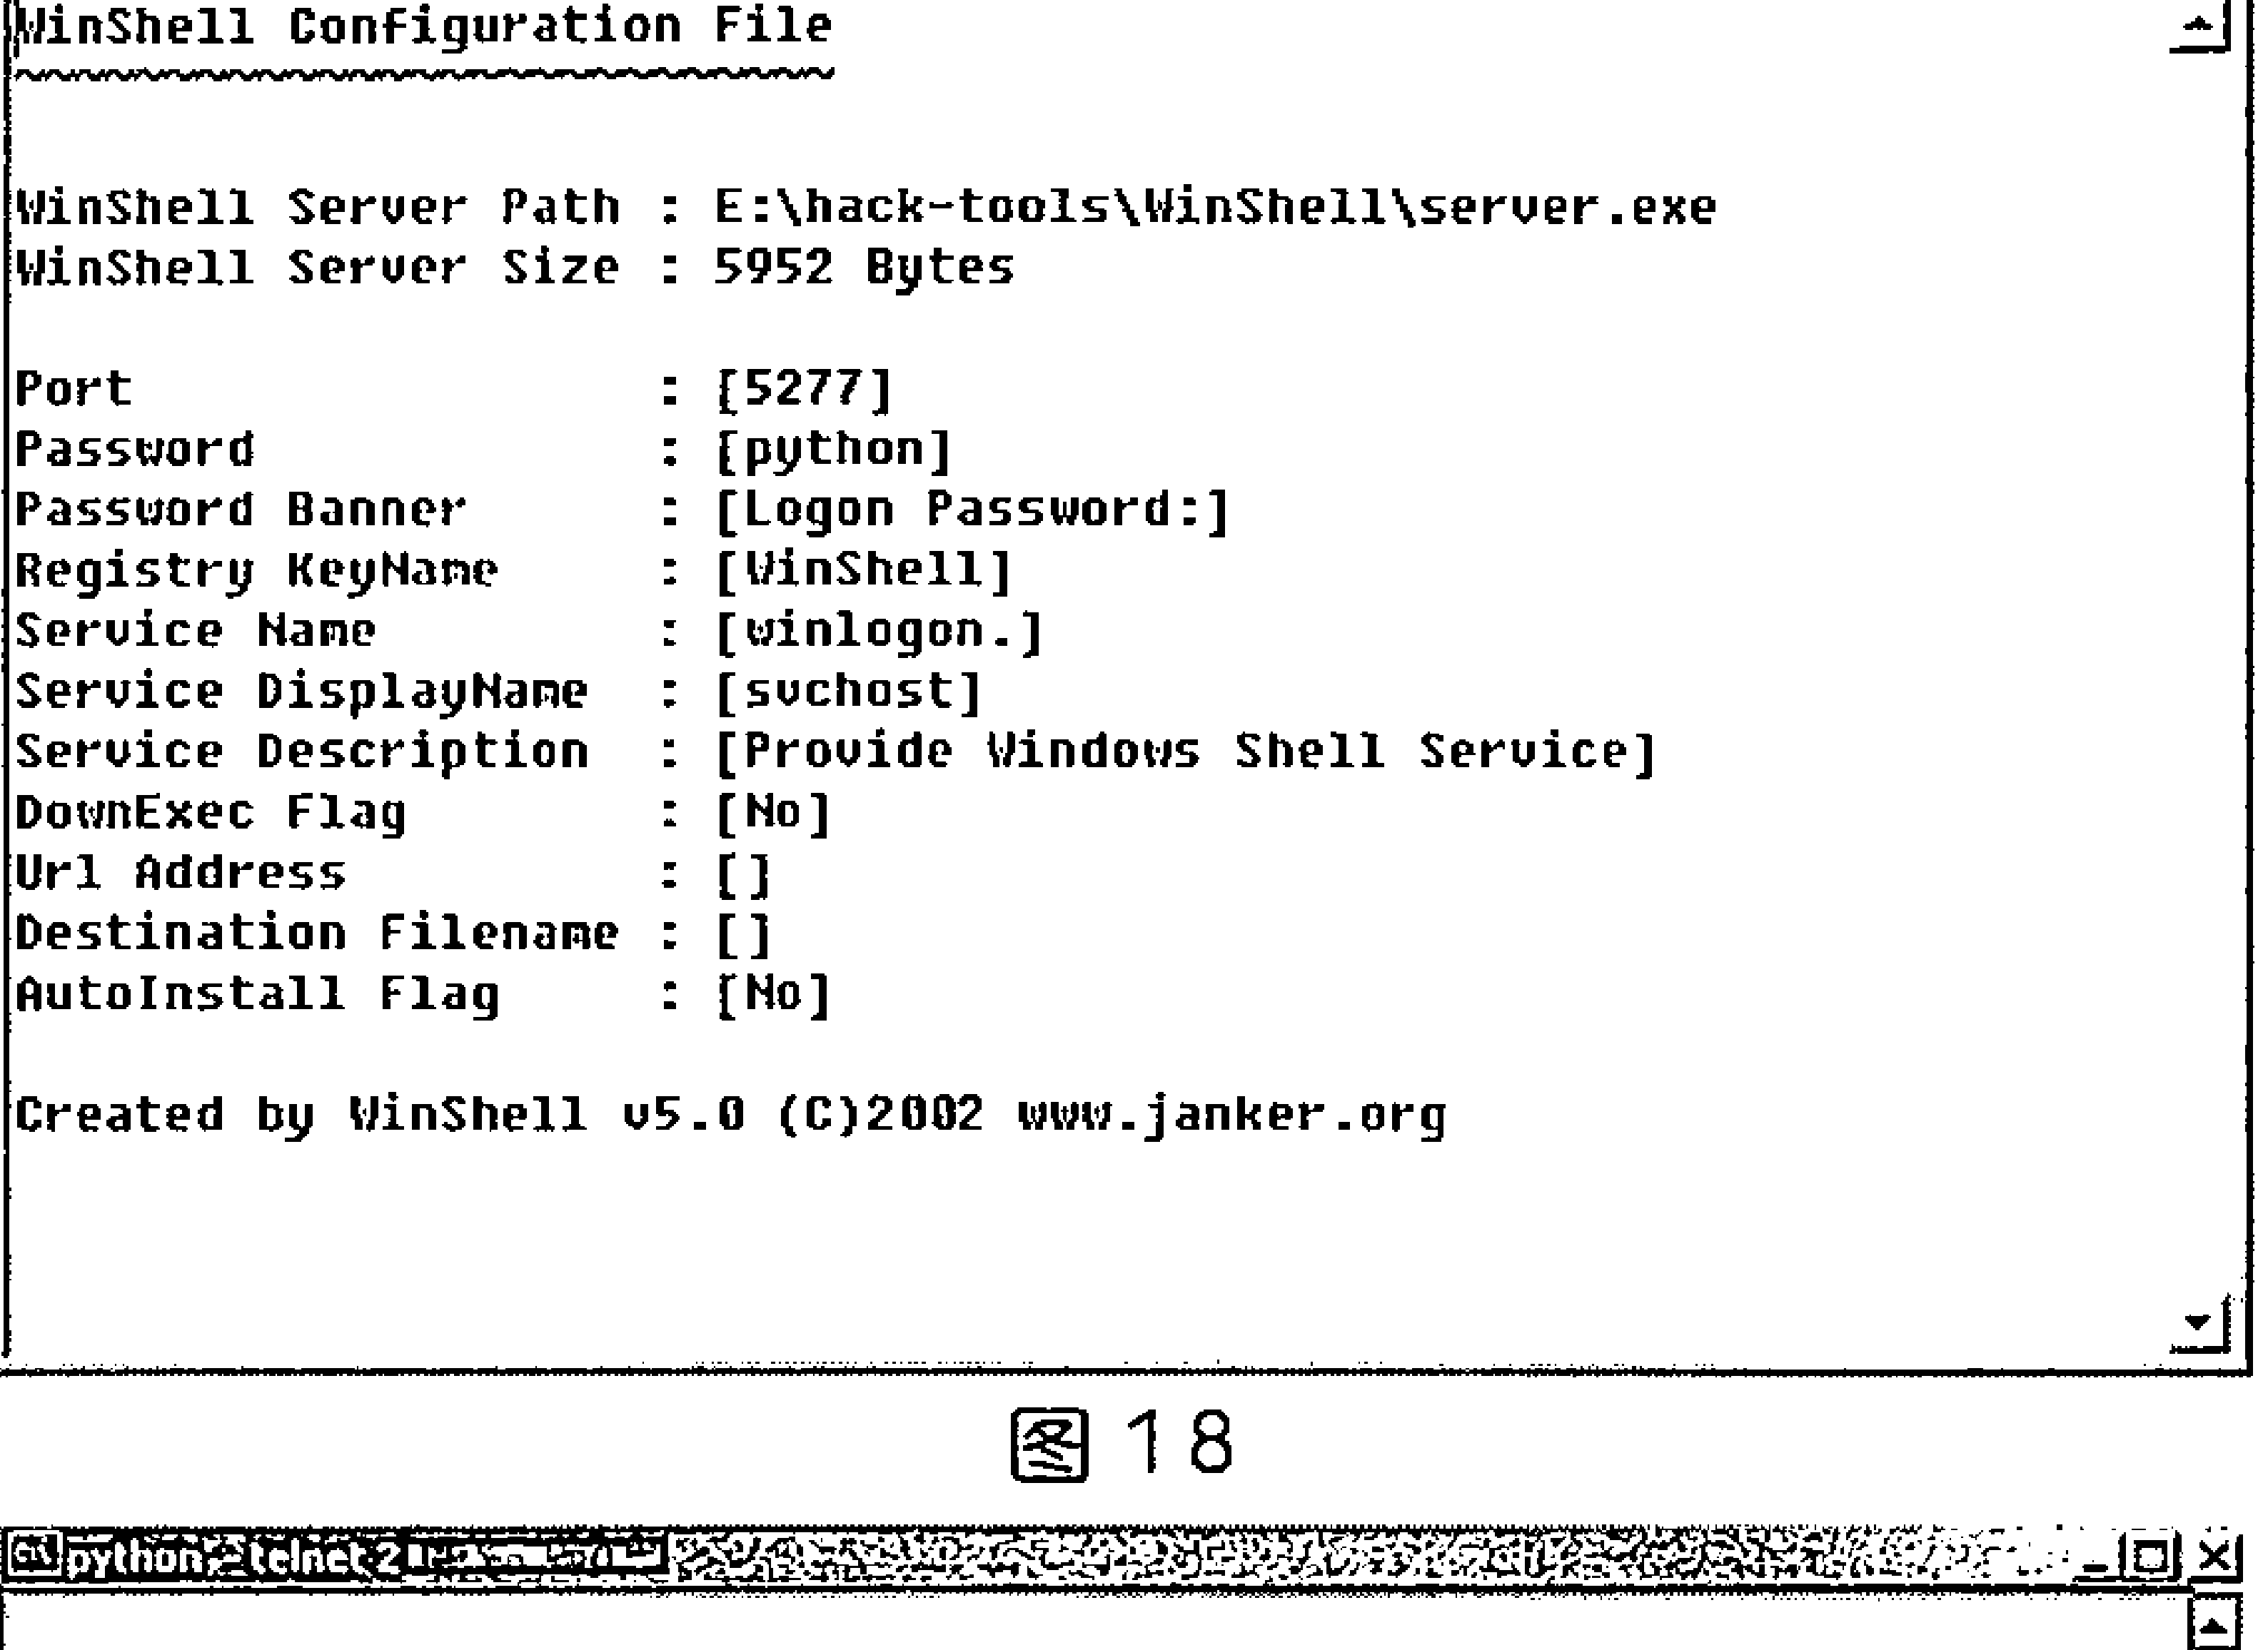 WinShell Configuration File
WinShell Server Path : E:\hack-tools\WinShell\server.exe
WinShell Server Size : 5952 Bytes
Port : [5277]
Password : [python]
Password Banner : [Logon Password:]
Registry KeyName : [WinShell]
Service Name : [winlogon.]
Service DisplayName : [svchost]
Service Description : [Provide Windows Shell Service]
DownExec Flag : [No]
Url Address : []
Destination Filename : []
AutoInstall Flag : [No]
Created by WinShell v5.0 (C)2002 www.janker.org
图 18
python - telnet 2